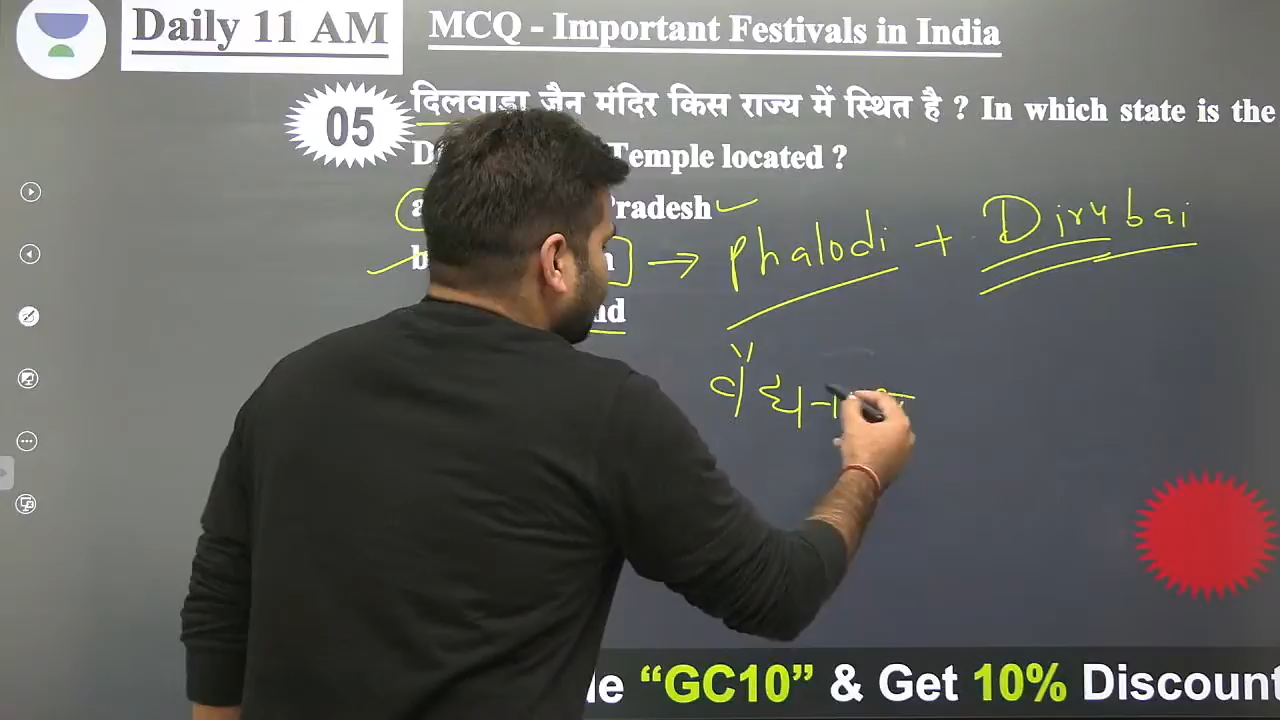 Daily 11 AM
MCQ - Important Festivals in India
05
दिलवाड़ा जैन मंदिर किस राज्य में स्थित है ? In which state is the
D Temple located ?
a Pradesh
b n → Phalodi +
nd
“GC10” & Get 10% Discount